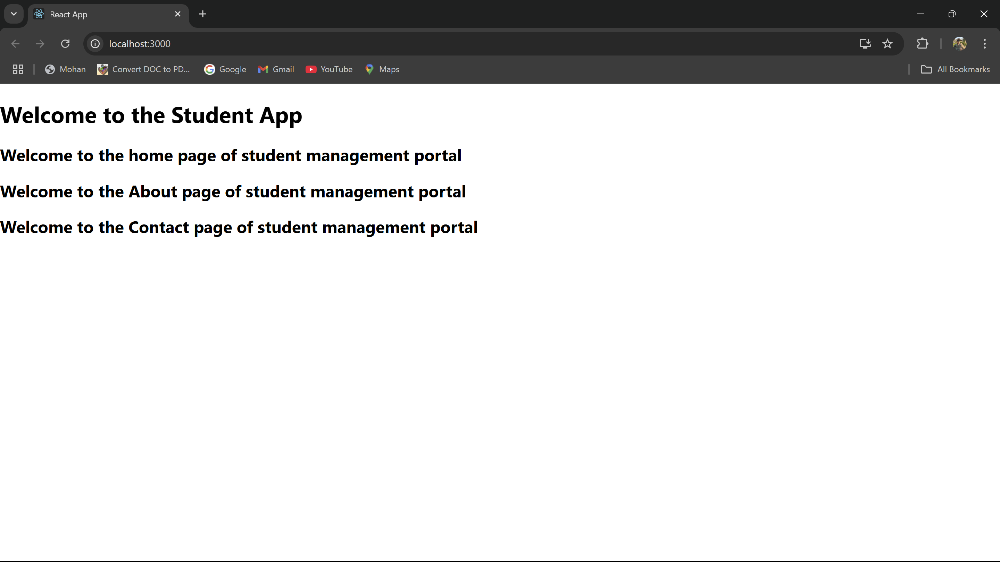 React App
localhost:3000
Mohan Convert DOC to PD... Google Gmail YouTube Maps All Bookmarks
Welcome to the Student App
Welcome to the home page of student management portal
Welcome to the About page of student management portal
Welcome to the Contact page of student management portal